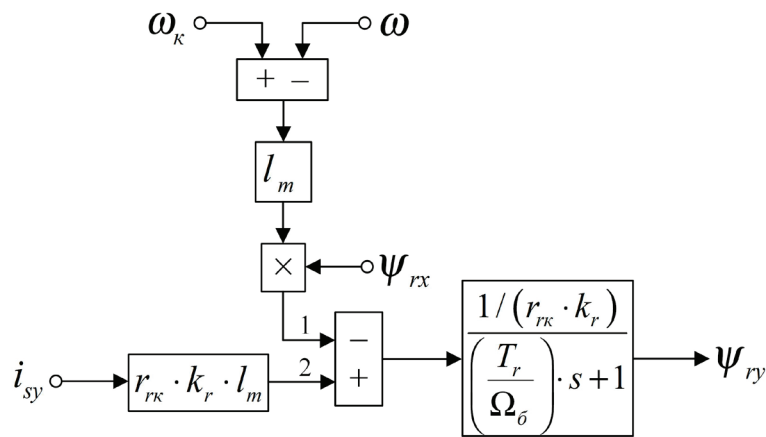 ω_к ω
+ −
l_m
×
ψ_rx
1
−
i_sy
r_rк · k_r · l_m
2
+
1 / (r_rк · k_r)
(T_r / Ω_б) · s + 1
ψ_ry